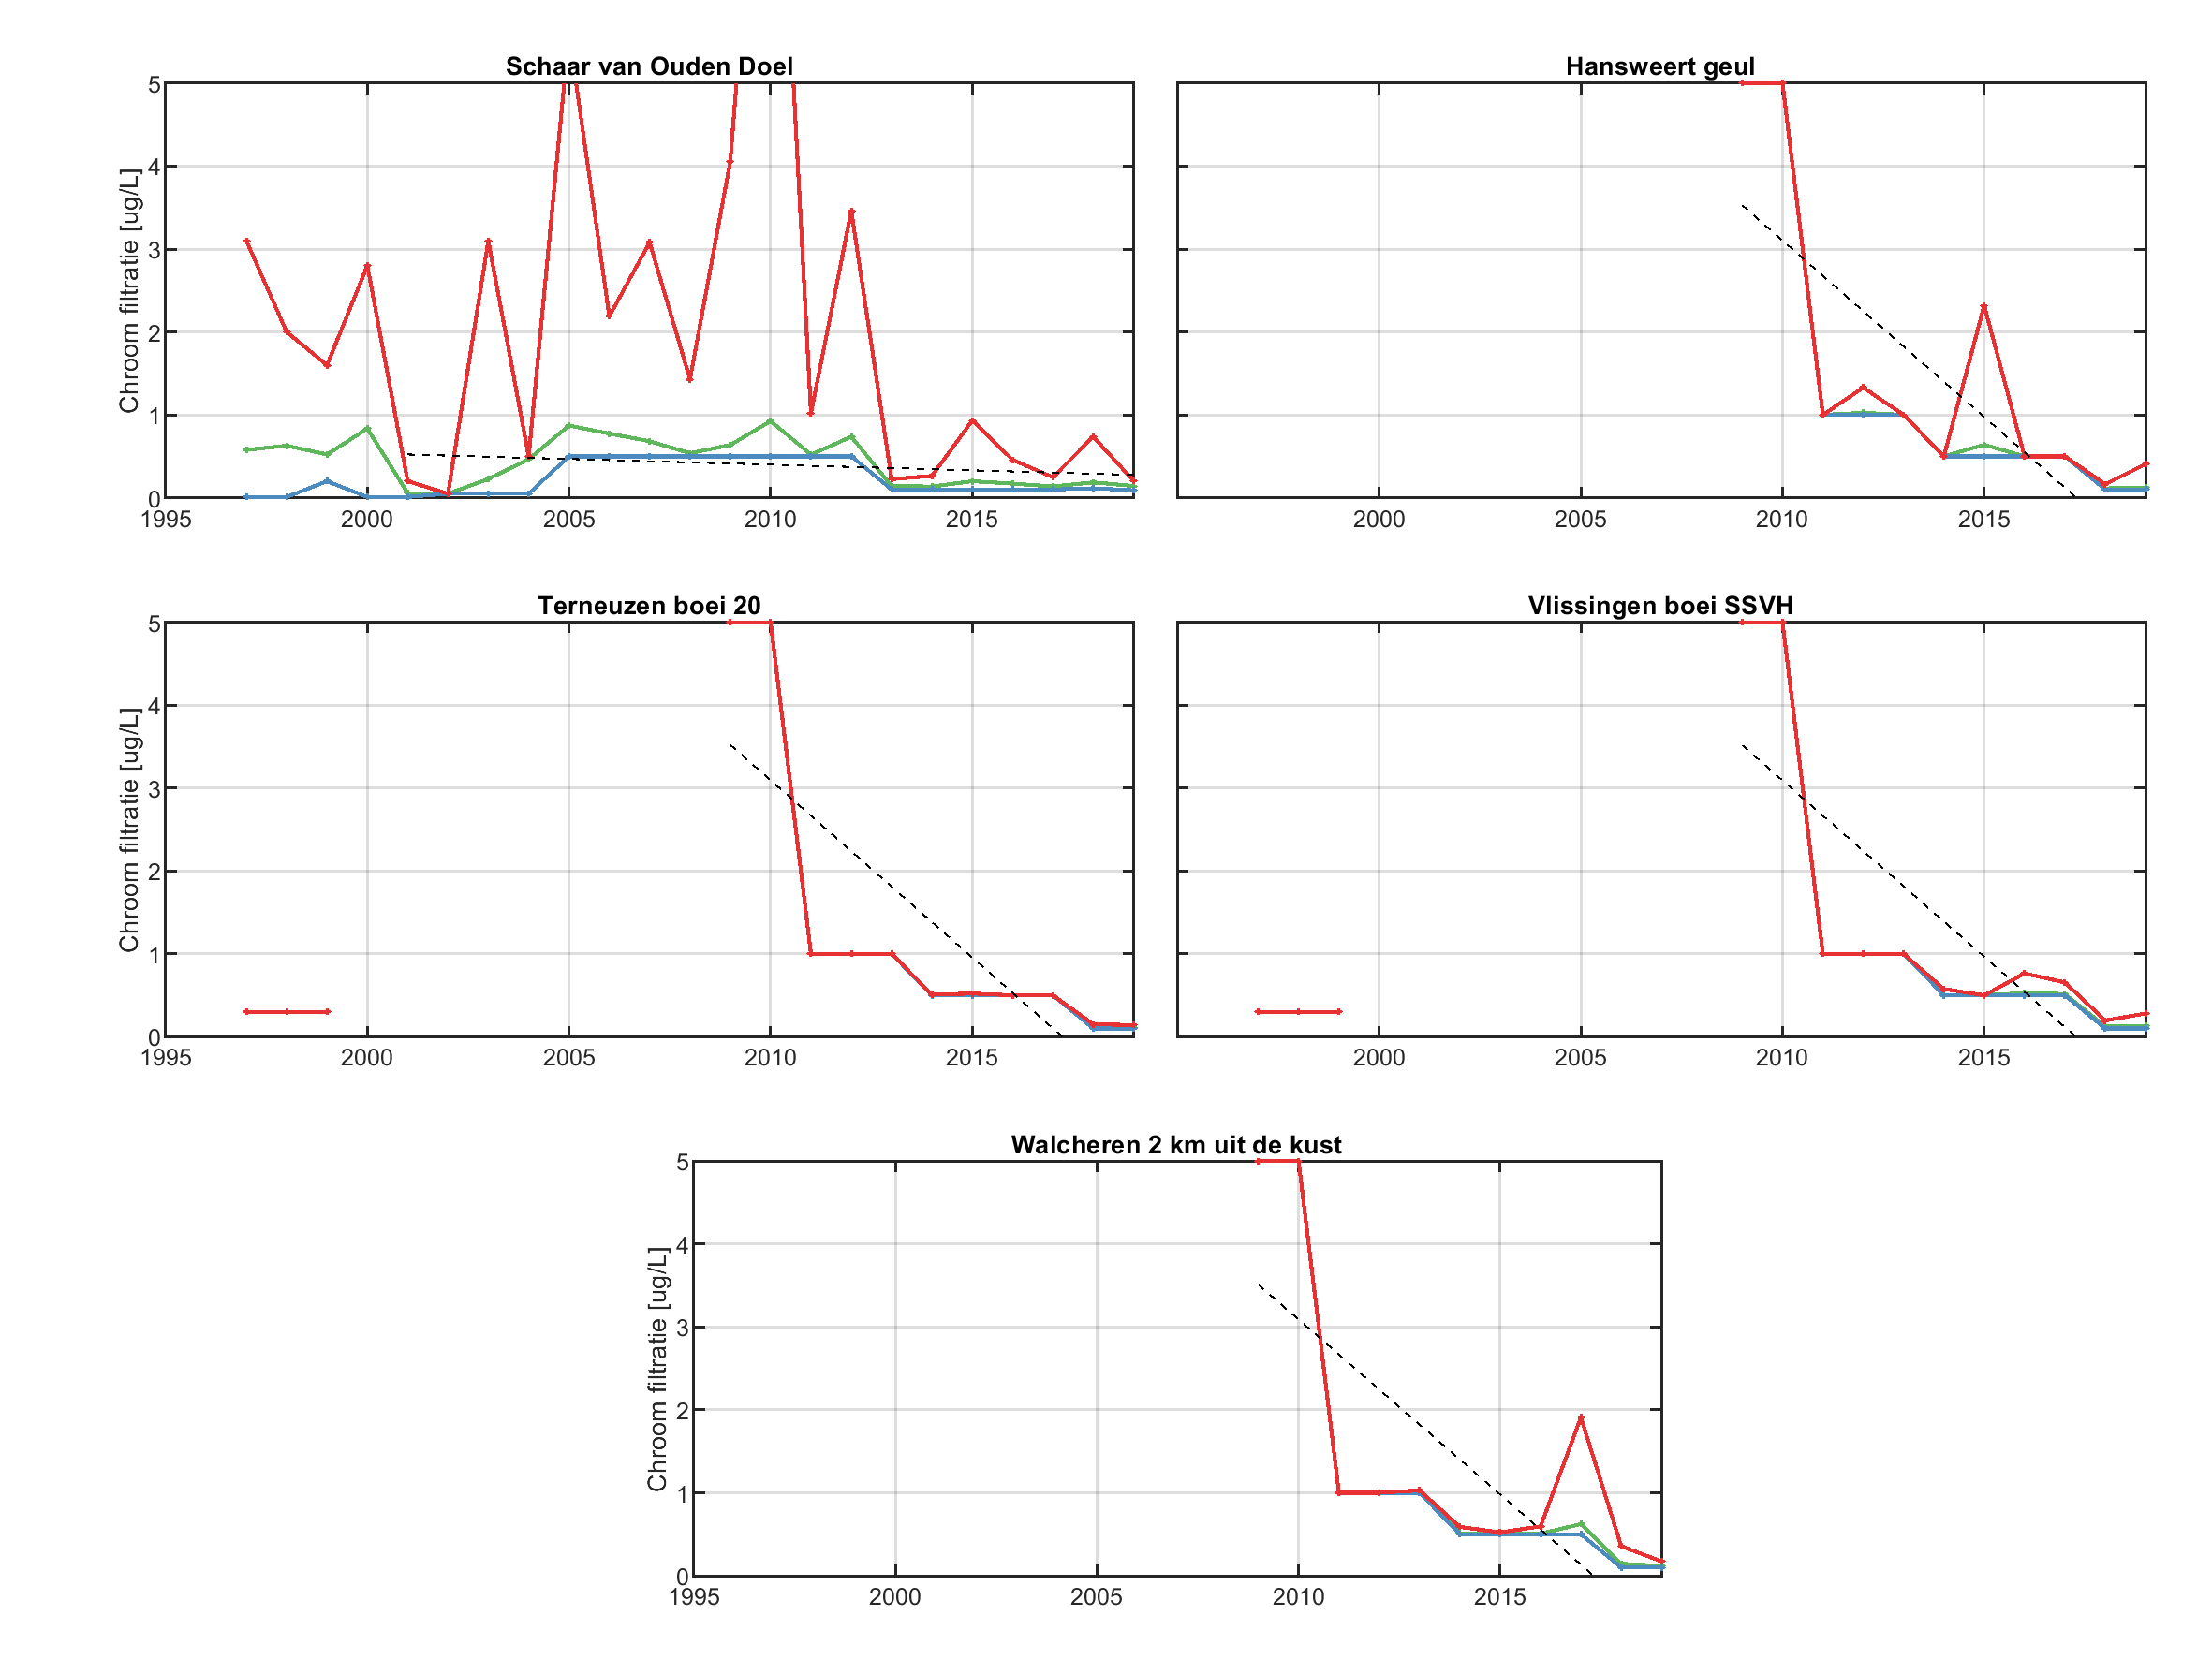 Schaar van Ouden Doel
Chroom filtratie [ug/L]
5
4
3
2
1
0
1995 2000 2005 2010 2015
Hansweert geul
2000 2005 2010 2015
Terneuzen boei 20
Chroom filtratie [ug/L]
5
4
3
2
1
0
1995 2000 2005 2010 2015
Vlissingen boei SSVH
2000 2005 2010 2015
Walcheren 2 km uit de kust
Chroom filtratie [ug/L]
5
4
3
2
1
0
1995 2000 2005 2010 2015